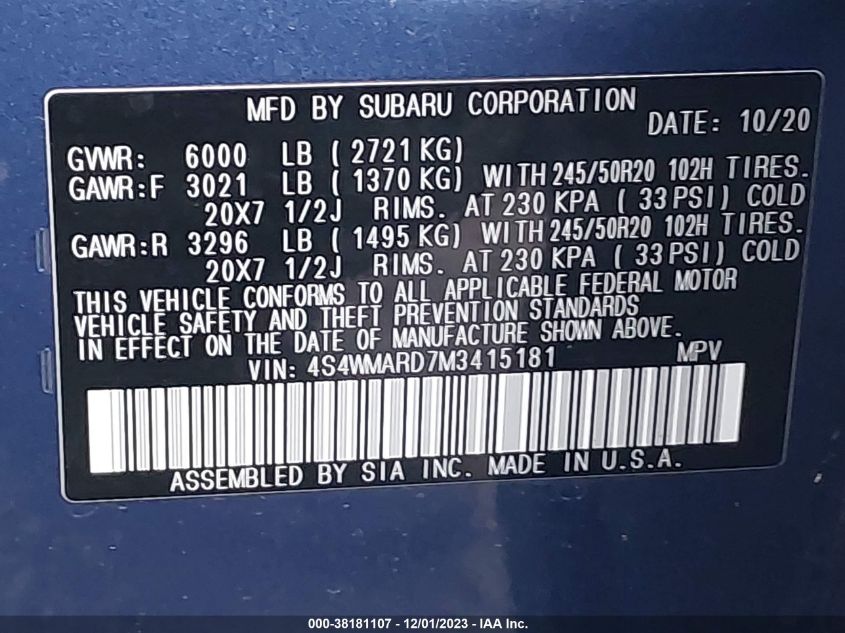 MFD BY SUBARU CORPORATION
DATE: 10/20
GVWR: 6000 LB ( 2721 KG)
GAWR:F 3021 LB ( 1370 KG) WITH 245/50R20 102H TIRES.
20X7 1/2J RIMS. AT 230 KPA ( 33 PSI) COLD
GAWR:R 3296 LB ( 1495 KG) WITH 245/50R20 102H TIRES.
20X7 1/2J RIMS. AT 230 KPA ( 33 PSI) COLD
THIS VEHICLE CONFORMS TO ALL APPLICABLE FEDERAL MOTOR
VEHICLE SAFETY AND THEFT PREVENTION STANDARDS
IN EFFECT ON THE DATE OF MANUFACTURE SHOWN ABOVE.
VIN: 4S4WMARD7M3415181 MPV
ASSEMBLED BY SIA INC. MADE IN U.S.A.
000-38181107 - 12/01/2023 - IAA Inc.